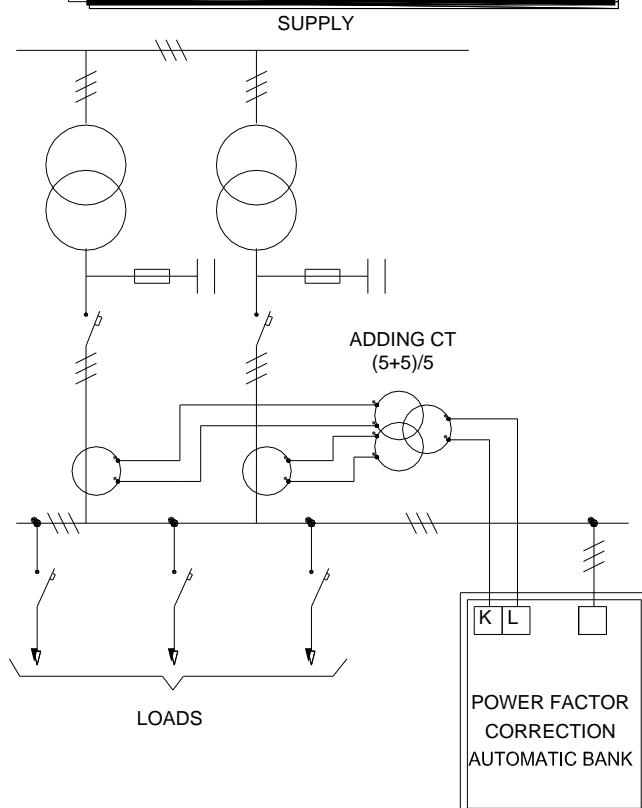 SUPPLY
ADDING CT
(5+5)/5
K L
LOADS
POWER FACTOR
CORRECTION
AUTOMATIC BANK